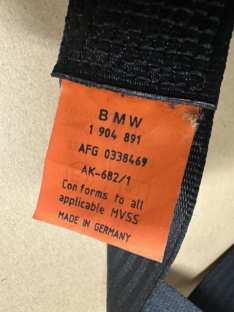 BMW
1 904 891
AFG 0338469
AK-682/1
Conforms to all
applicable MVSS
MADE IN GERMANY